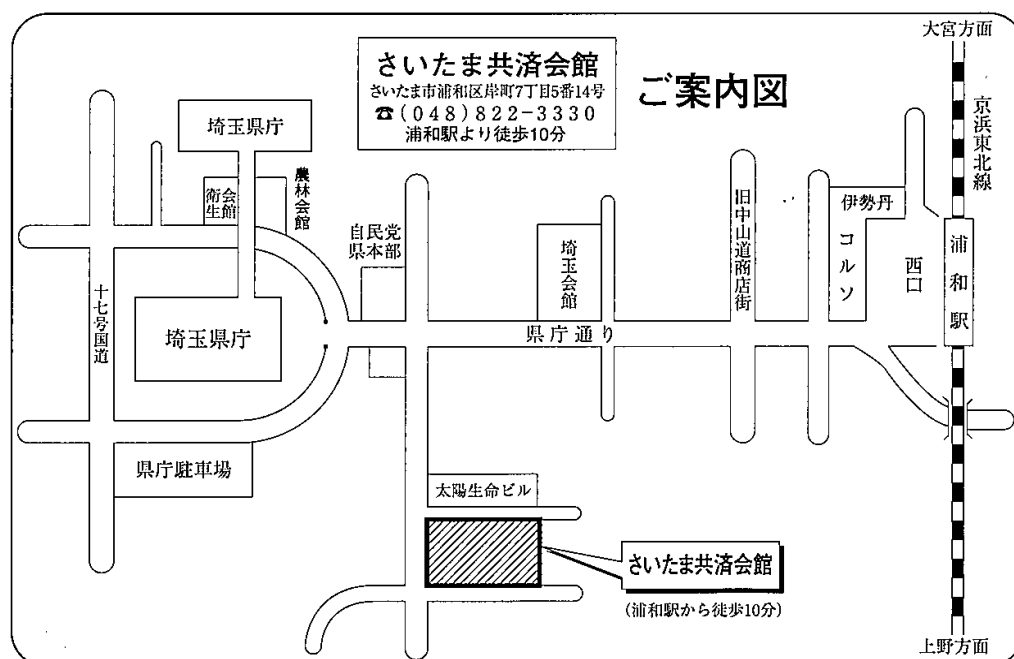 さいたま共済会館
さいたま市浦和区岸町7丁目5番14号
☎(048)822-3330
浦和駅より徒歩10分
ご案内図
大宮方面
京浜東北線
埼玉県庁
衛生会館
農林会館
自民党
県本部
埼玉会館
旧中山道商店街
伊勢丹
コルソ
西口
浦和駅
十七号国道
埼玉県庁
県庁通り
県庁駐車場
太陽生命ビル
さいたま共済会館
(浦和駅から徒歩10分)
上野方面